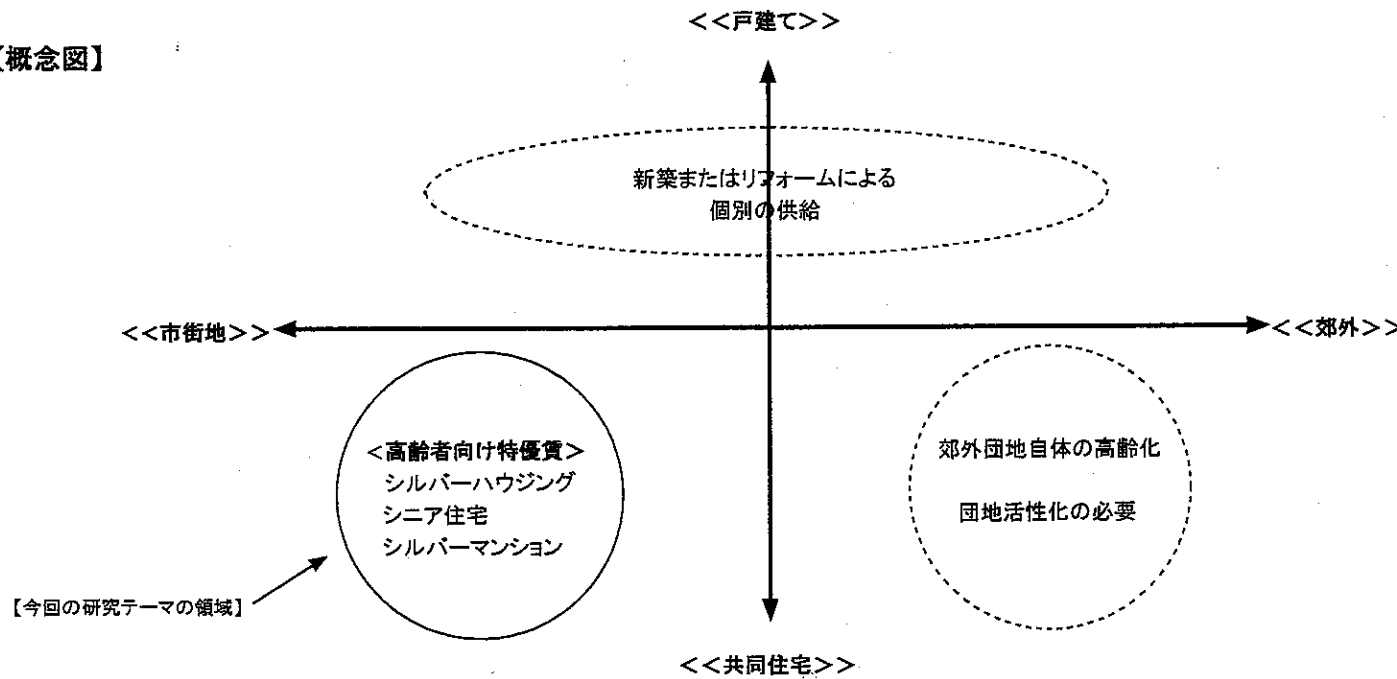 <<戸建て>>
【概念図】
新築またはリフォームによる
個別の供給
<<市街地>>
<<郊外>>
<高齢者向け特優賃>
シルバーハウジング
シニア住宅
シルバーマンション
郊外団地自体の高齢化
団地活性化の必要
【今回の研究テーマの領域】
<<共同住宅>>